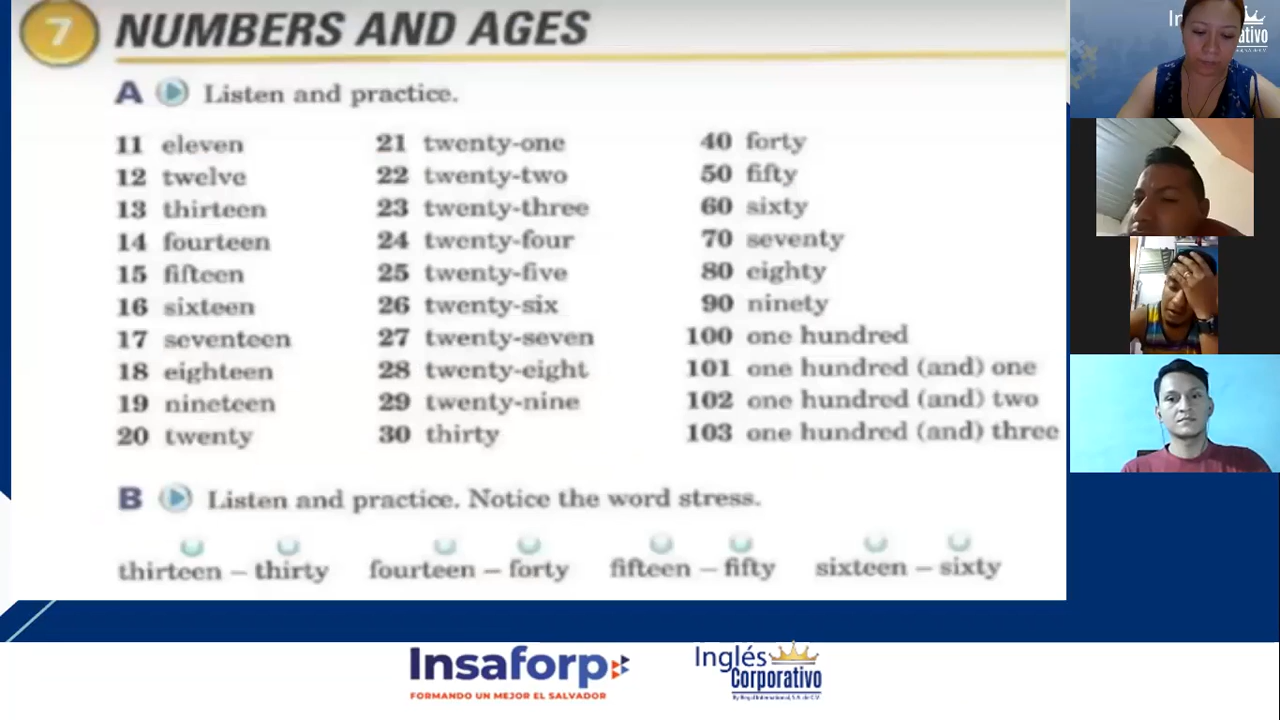 7 NUMBERS AND AGES
A Listen and practice.
11 eleven
12 twelve
13 thirteen
14 fourteen
15 fifteen
16 sixteen
17 seventeen
18 eighteen
19 nineteen
20 twenty
21 twenty-one
22 twenty-two
23 twenty-three
24 twenty-four
25 twenty-five
26 twenty-six
27 twenty-seven
28 twenty-eight
29 twenty-nine
30 thirty
40 forty
50 fifty
60 sixty
70 seventy
80 eighty
90 ninety
100 one hundred
101 one hundred (and) one
102 one hundred (and) two
103 one hundred (and) three
B Listen and practice. Notice the word stress.
thirteen – thirty fourteen – forty fifteen – fifty sixteen – sixty
Insaforp
FORMANDO UN MEJOR EL SALVADOR
Inglés
Corporativo
By Regal International, S.A. de C.V.